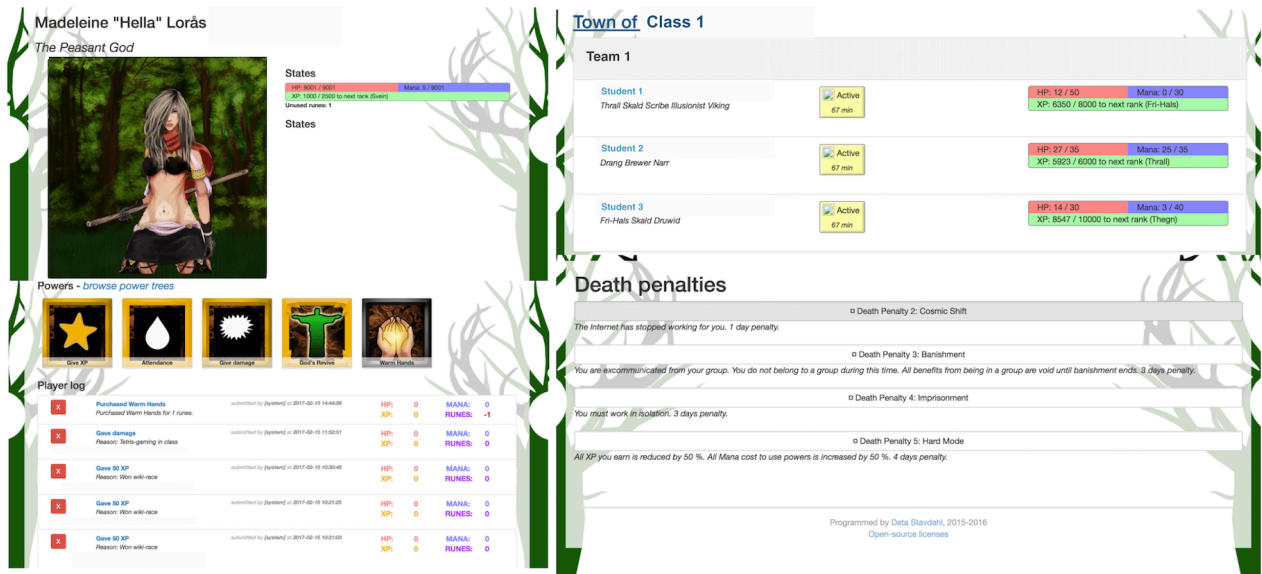 Madeleine "Hella" Lorås
The Peasant God
States
HP: 9001 / 9001 Mana: 5 / 9001
XP: 1000 / 2500 to next rank (Svein)
Unused runes: 1
States
Powers - browse power trees
Give XP Attendance Give damage God's Revive Warm Hands
Player log
X Purchased Warm Hands submitted by [system] at 2017-02-15 14:44:06 HP: 0 MANA: 0
Purchased Warm Hands for 1 runes. XP: 0 RUNES: -1
X Gave damage submitted by [system] at 2017-02-15 11:52:51 HP: 0 MANA: 0
Reason: Tetris-gaming in class XP: 0 RUNES: 0
X Gave 50 XP submitted by [system] at 2017-02-15 10:30:46 HP: 0 MANA: 0
Reason: Won wiki-race XP: 0 RUNES: 0
X Gave 50 XP submitted by [system] at 2017-02-15 10:21:25 HP: 0 MANA: 0
Reason: Won wiki-race XP: 0 RUNES: 0
X Gave 50 XP submitted by [system] at 2017-02-15 10:21:03 HP: 0 MANA: 0
Reason: Won wiki-race XP: 0 RUNES: 0
Town of Class 1
Team 1
Student 1 Active HP: 12 / 50 Mana: 0 / 30
Thrall Skald Scribe Illusionist Viking 67 min XP: 6350 / 8000 to next rank (Fri-Hals)
Student 2 Active HP: 27 / 35 Mana: 25 / 35
Drang Brewer Narr 67 min XP: 5923 / 6000 to next rank (Thrall)
Student 3 Active HP: 14 / 30 Mana: 3 / 40
Fri-Hals Skald Druwid 67 min XP: 8547 / 10000 to next rank (Thegn)
Death penalties
¤ Death Penalty 2: Cosmic Shift
The Internet has stopped working for you. 1 day penalty.
¤ Death Penalty 3: Banishment
You are excommunicated from your group. You do not belong to a group during this time. All benefits from being in a group are void until banishment ends. 3 days penalty.
¤ Death Penalty 4: Imprisonment
You must work in isolation. 3 days penalty.
¤ Death Penalty 5: Hard Mode
All XP you earn is reduced by 50 %. All Mana cost to use powers is increased by 50 %. 4 days penalty.
Programmed by Data Stavdahl, 2015-2016
Open-source licenses